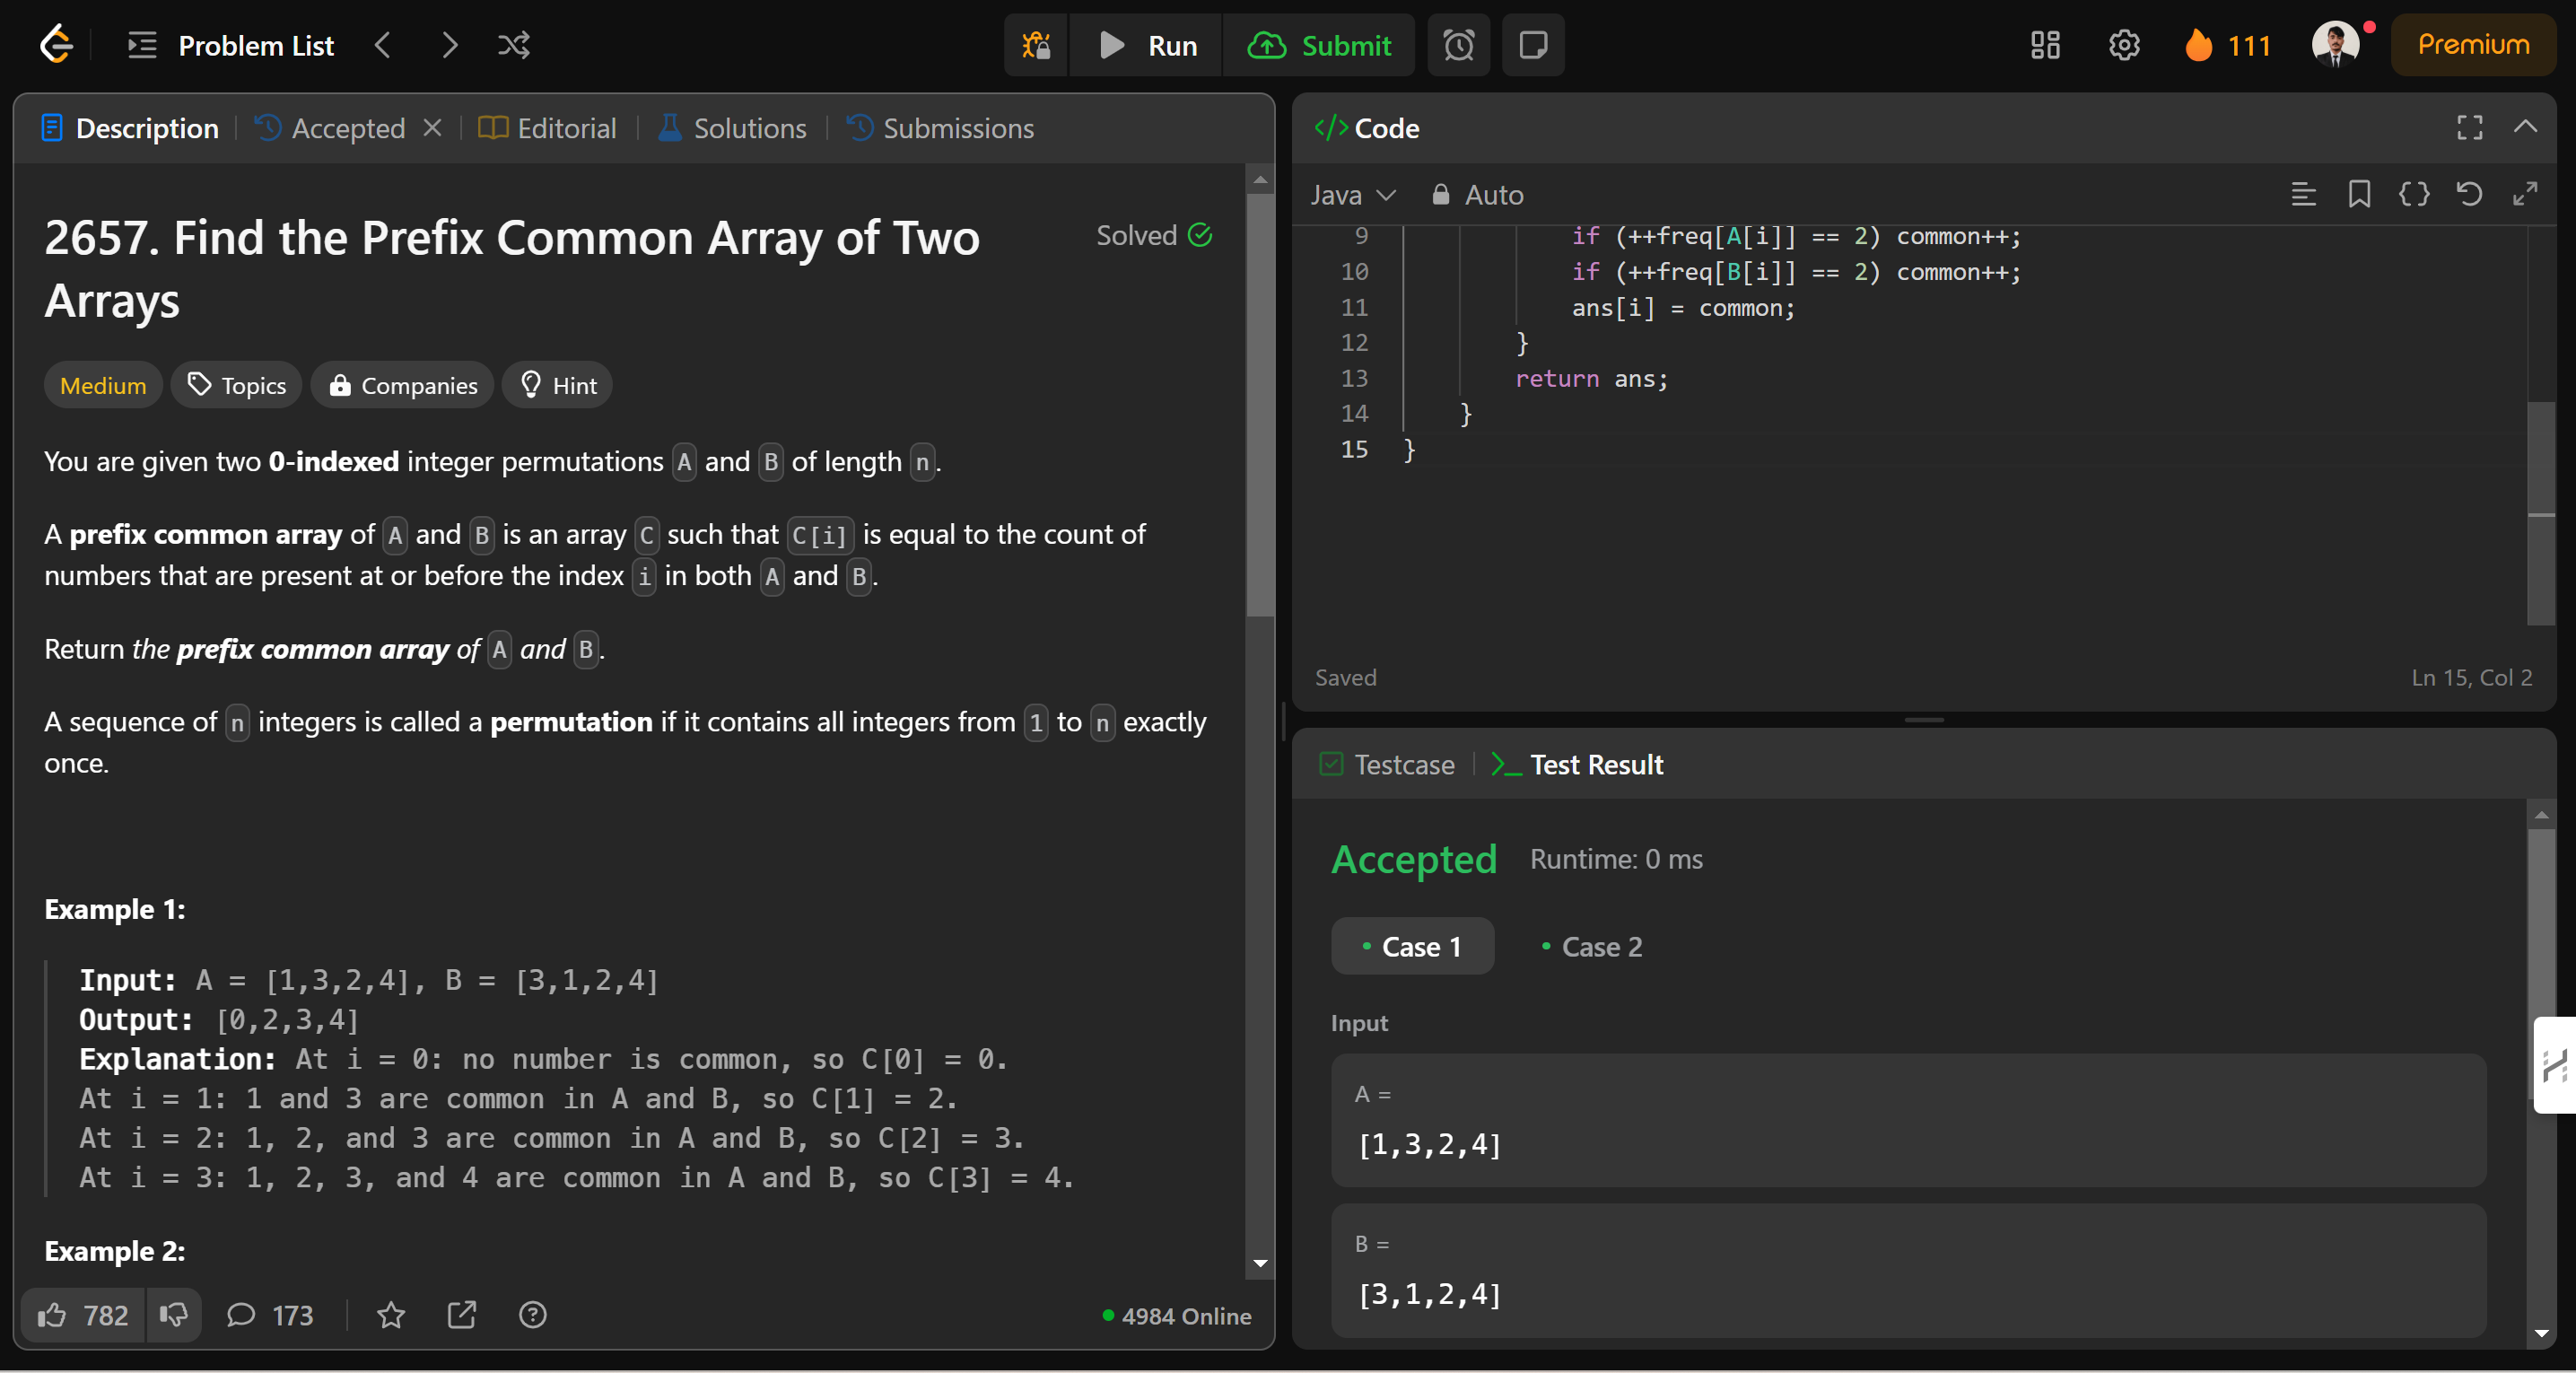 Problem List
Run
Submit
111
Premium
Description
Accepted
Editorial
Solutions
Submissions
2657. Find the Prefix Common Array of Two
Arrays
Solved
Medium
Topics
Companies
Hint
You are given two 0-indexed integer permutations A and B of length n.
A prefix common array of A and B is an array C such that C[i] is equal to the count of
numbers that are present at or before the index i in both A and B.
Return the prefix common array of A and B.
A sequence of n integers is called a permutation if it contains all integers from 1 to n exactly
once.
Example 1:
Input: A = [1,3,2,4], B = [3,1,2,4]
Output: [0,2,3,4]
Explanation: At i = 0: no number is common, so C[0] = 0.
At i = 1: 1 and 3 are common in A and B, so C[1] = 2.
At i = 2: 1, 2, and 3 are common in A and B, so C[2] = 3.
At i = 3: 1, 2, 3, and 4 are common in A and B, so C[3] = 4.
Example 2:
782
173
4984 Online
</> Code
Java
Auto
9 if (++freq[A[i]] == 2) common++;
10 if (++freq[B[i]] == 2) common++;
11 ans[i] = common;
12 }
13 return ans;
14 }
15 }
Saved
Ln 15, Col 2
Testcase
Test Result
Accepted
Runtime: 0 ms
Case 1
Case 2
Input
A =
[1,3,2,4]
B =
[3,1,2,4]